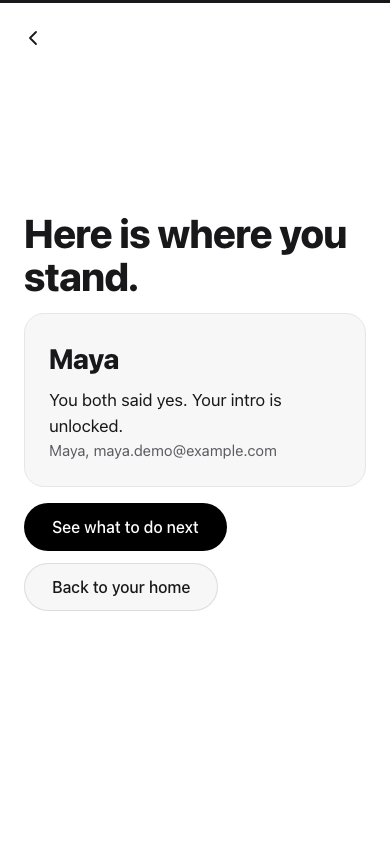 Here is where you
stand.
Maya
You both said yes. Your intro is
unlocked.
Maya, maya.demo@example.com
See what to do next
Back to your home